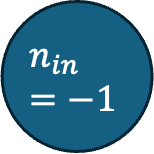 n_in
= −1